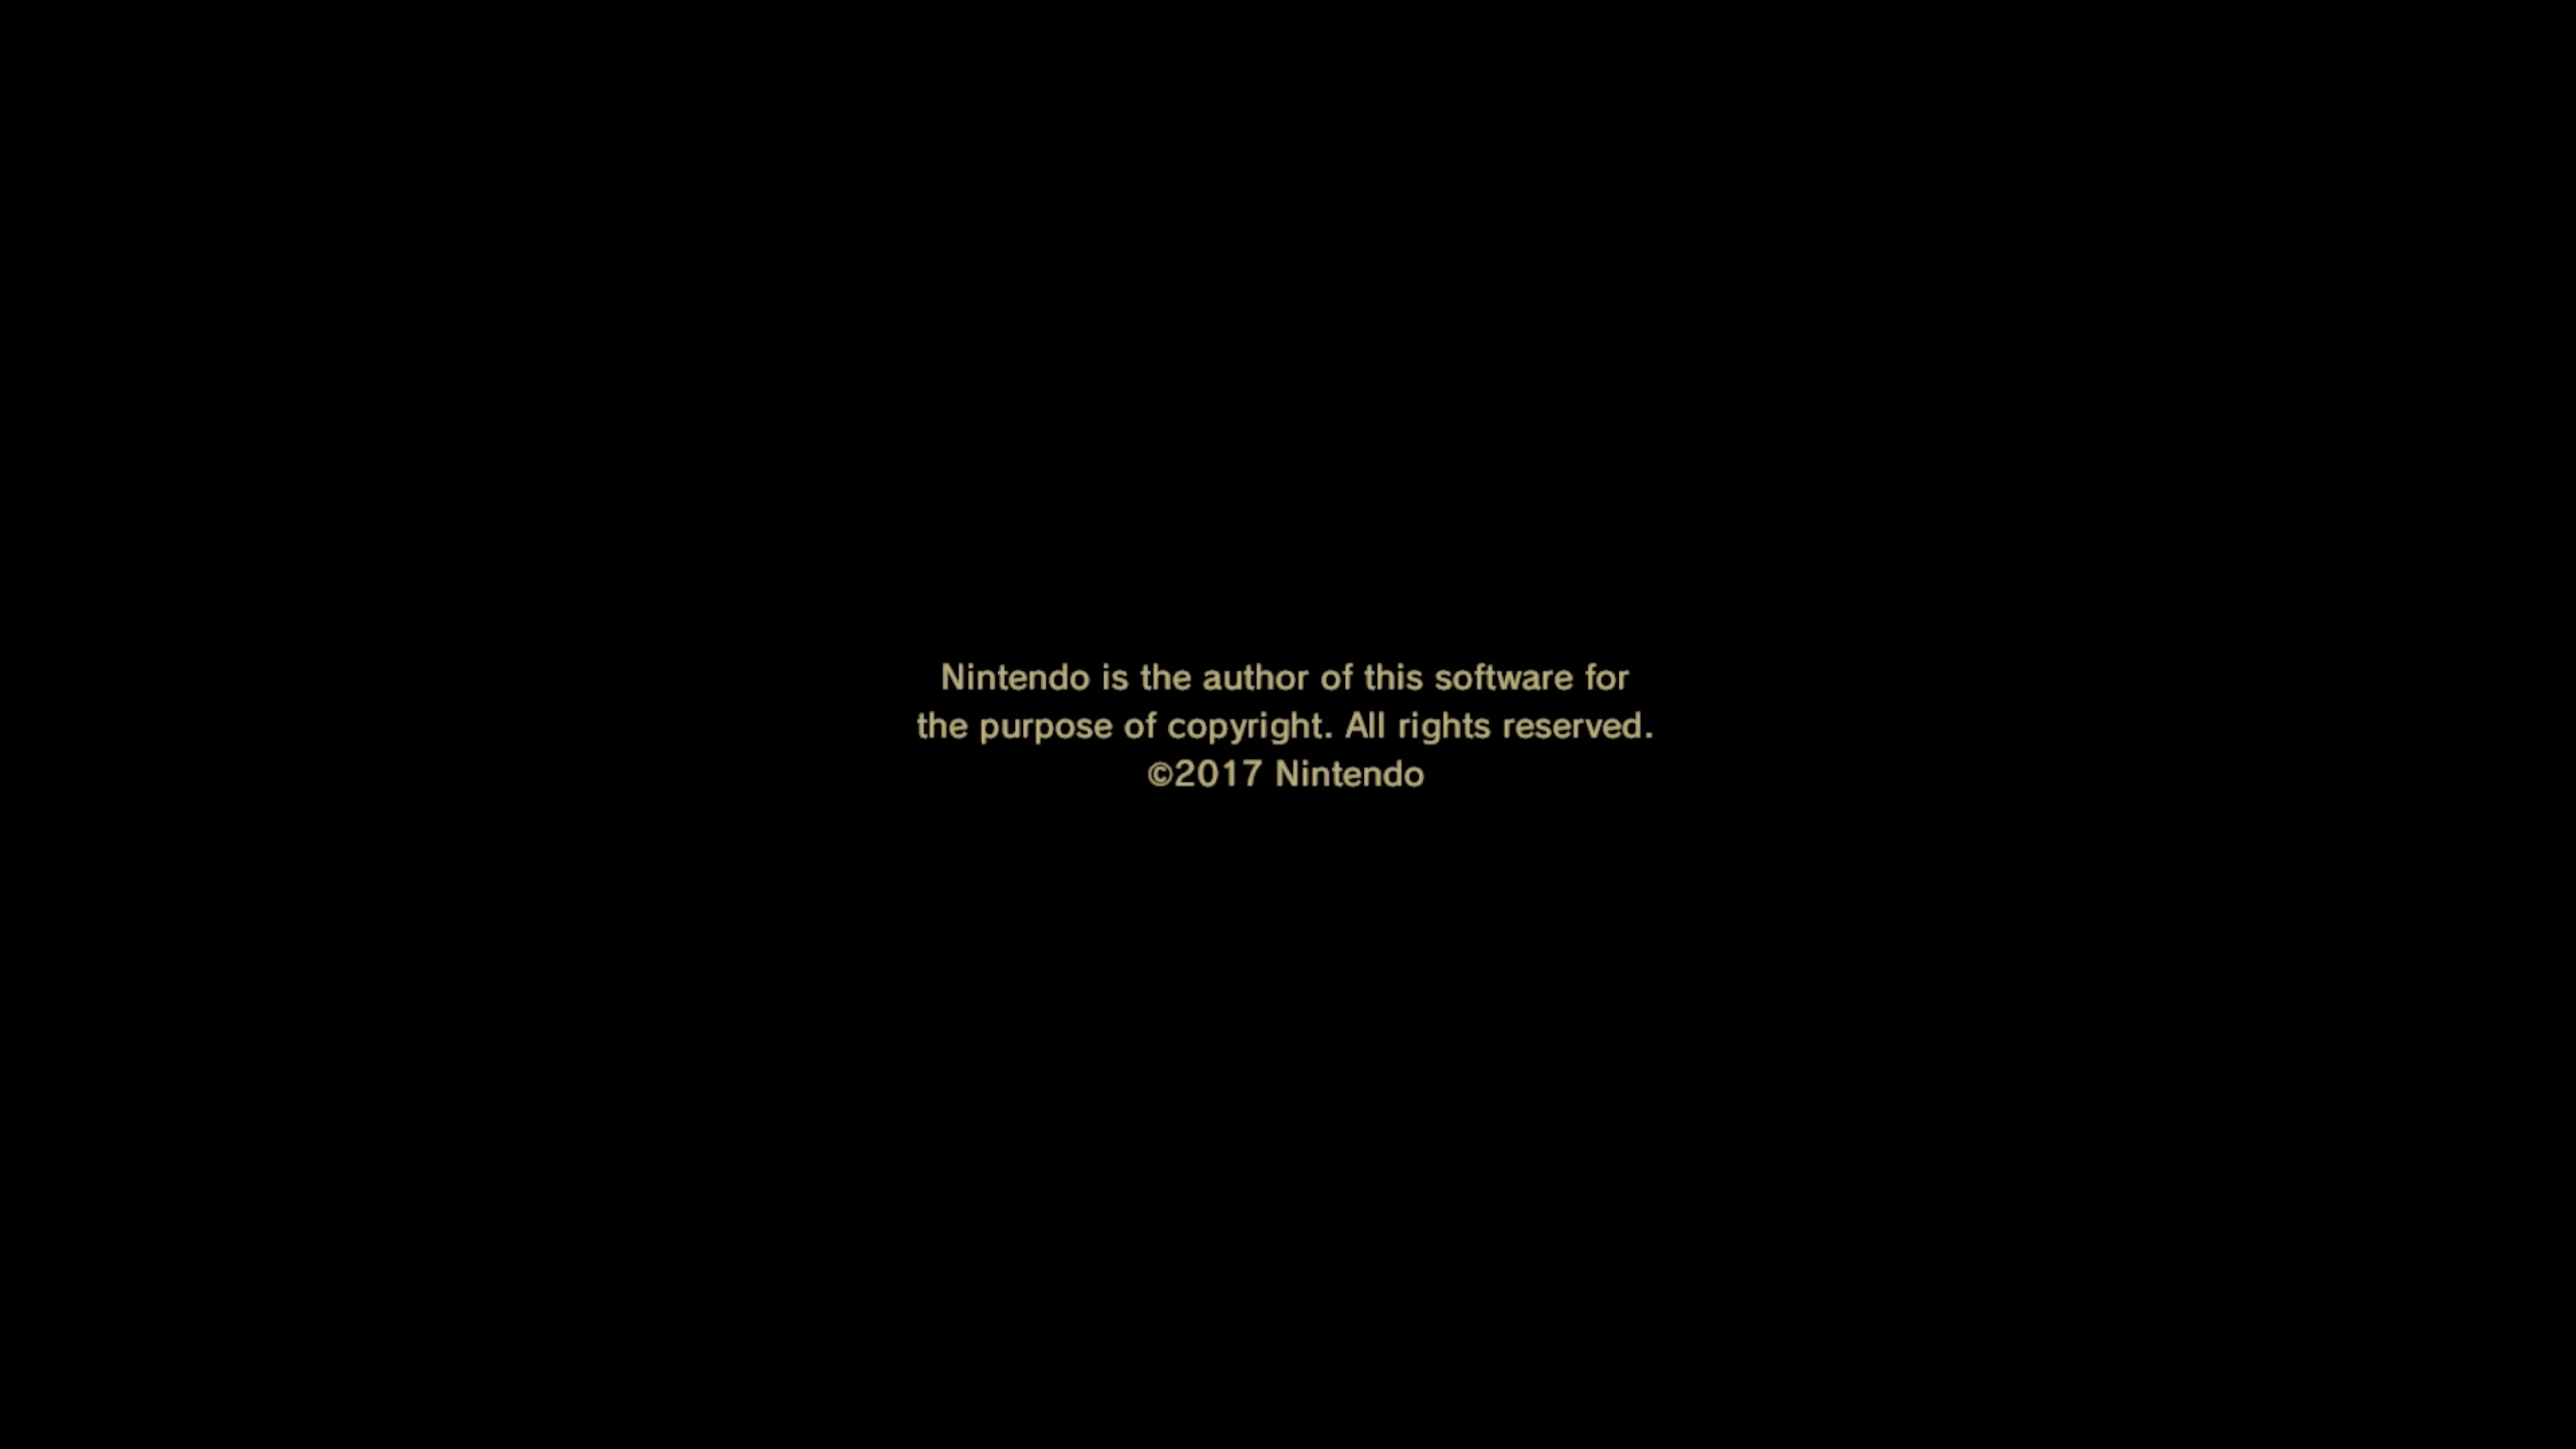 Nintendo is the author of this software for
the purpose of copyright. All rights reserved.
©2017 Nintendo